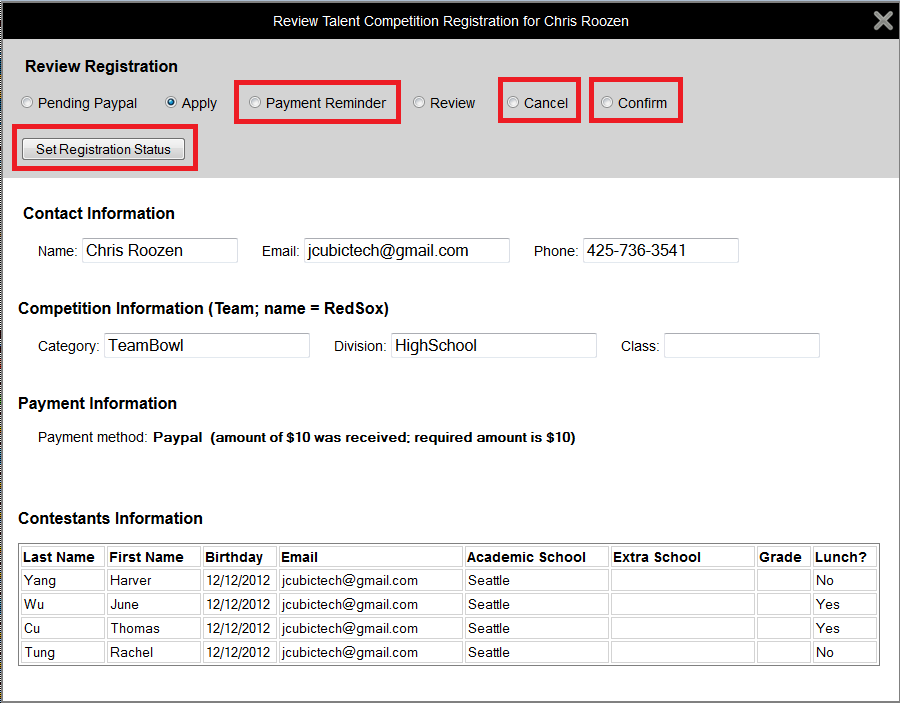 Review Talent Competition Registration for Chris Roozen
Review Registration
Pending Paypal Apply Payment Reminder Review Cancel Confirm
Set Registration Status
Contact Information
Name: Chris Roozen Email: jcubictech@gmail.com Phone: 425-736-3541
Competition Information (Team; name = RedSox)
Category: TeamBowl Division: HighSchool Class:
Payment Information
Payment method: Paypal (amount of $10 was received; required amount is $10)
Contestants Information
Last Name First Name Birthday Email Academic School Extra School Grade Lunch?
Yang Harver 12/12/2012 jcubictech@gmail.com Seattle No
Wu June 12/12/2012 jcubictech@gmail.com Seattle Yes
Cu Thomas 12/12/2012 jcubictech@gmail.com Seattle Yes
Tung Rachel 12/12/2012 jcubictech@gmail.com Seattle No